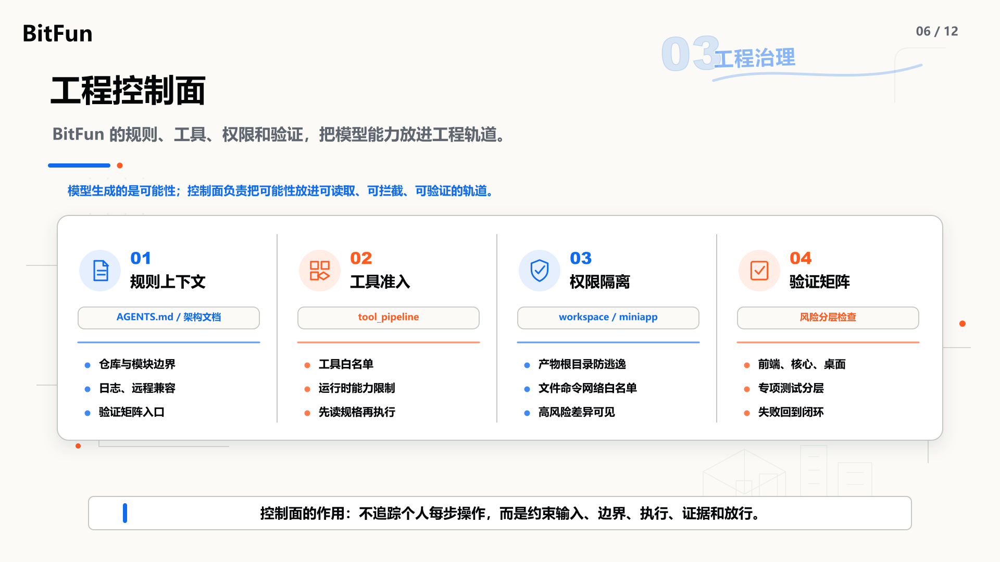 BitFun
06 / 12
03 工程治理
工程控制面
BitFun 的规则、工具、权限和验证，把模型能力放进工程轨道。
模型生成的是可能性；控制面负责把可能性放进可读取、可拦截、可验证的轨道。
01
规则上下文
AGENTS.md / 架构文档
仓库与模块边界
日志、远程兼容
验证矩阵入口
02
工具准入
tool_pipeline
工具白名单
运行时能力限制
先读规格再执行
03
权限隔离
workspace / miniapp
产物根目录防逃逸
文件命令网络白名单
高风险差异可见
04
验证矩阵
风险分层检查
前端、核心、桌面
专项测试分层
失败回到闭环
控制面的作用：不追踪个人每步操作，而是约束输入、边界、执行、证据和放行。